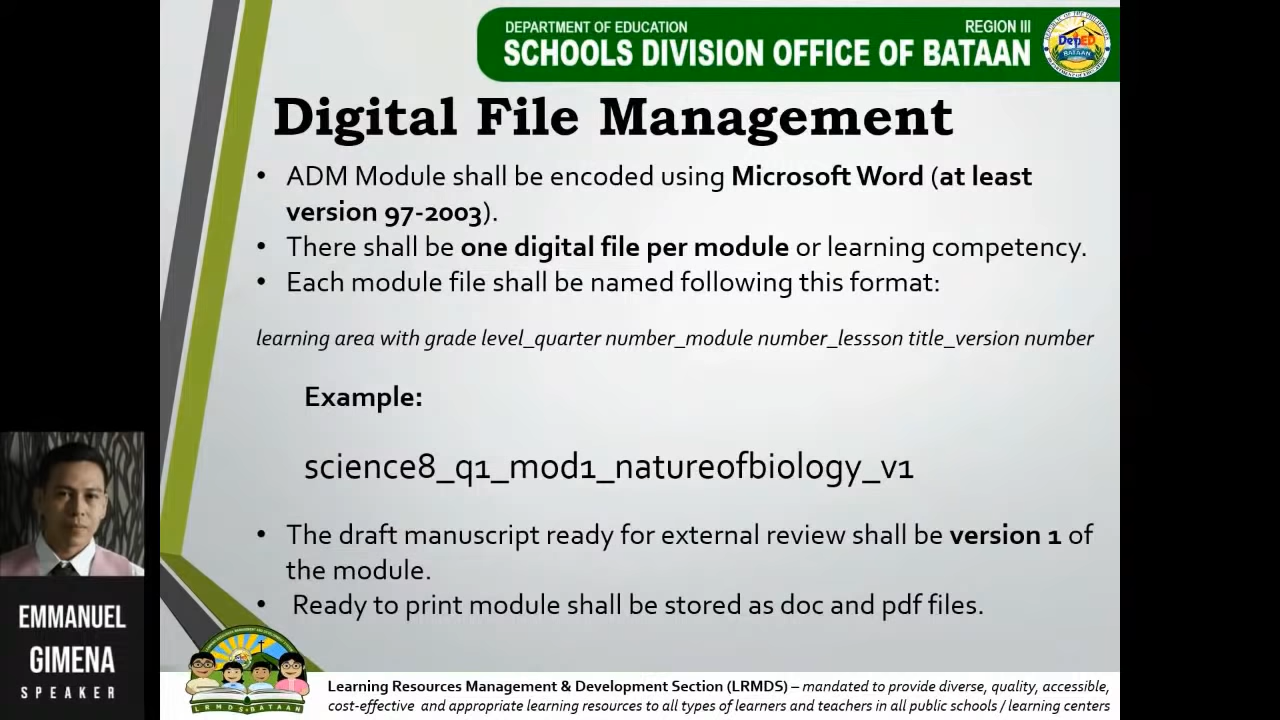 DEPARTMENT OF EDUCATION REGION III
SCHOOLS DIVISION OFFICE OF BATAAN
DepED
BATAAN
Digital File Management
• ADM Module shall be encoded using Microsoft Word (at least
version 97-2003).
• There shall be one digital file per module or learning competency.
• Each module file shall be named following this format:
learning area with grade level_quarter number_module number_lessson title_version number
Example:
science8_q1_mod1_natureofbiology_v1
• The draft manuscript ready for external review shall be version 1 of
the module.
• Ready to print module shall be stored as doc and pdf files.
EMMANUEL
GIMENA
SPEAKER
LRMDS BATAAN
Learning Resources Management & Development Section (LRMDS) – mandated to provide diverse, quality, accessible,
cost-effective and appropriate learning resources to all types of learners and teachers in all public schools / learning centers